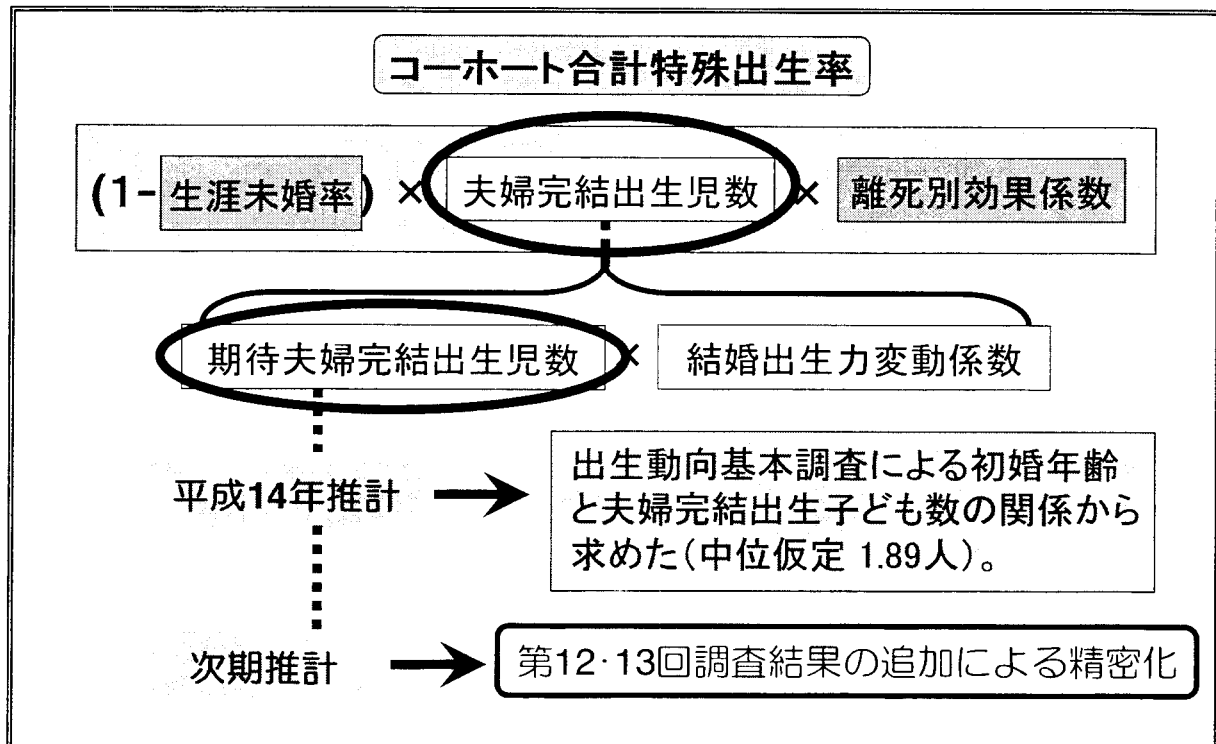 コーホート合計特殊出生率
(1-生涯未婚率) × 夫婦完結出生児数 × 離死別効果係数
期待夫婦完結出生児数 × 結婚出生力変動係数
平成14年推計
出生動向基本調査による初婚年齢
と夫婦完結出生子ども数の関係から
求めた(中位仮定 1.89人)。
次期推計
第12·13回調査結果の追加による精密化